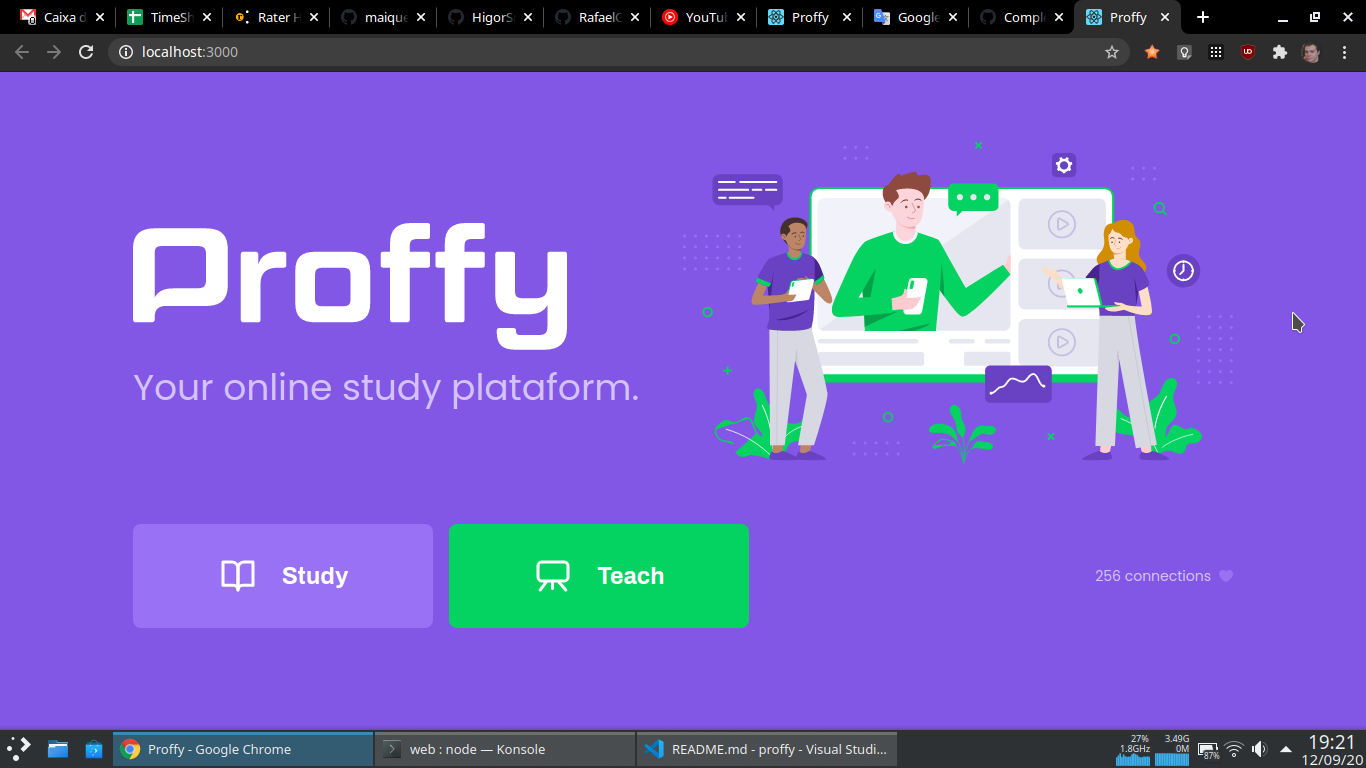 Caixa d
TimeSh
Rater H
maique
HigorS
RafaelC
YouTu
Proffy
Google
Comple
Proffy
localhost:3000
Proffy
Your online study plataform.
Study
Teach
256 connections
Proffy - Google Chrome
web : node — Konsole
README.md - proffy - Visual Studi...
27%
1.8GHz
3.49G
0M
87%
19:21
12/09/20